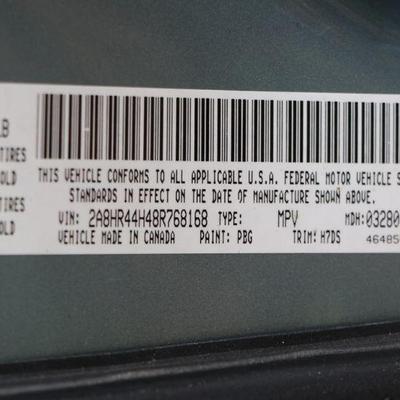 LB
TIRES
OLD
TIRES
OLD
THIS VEHICLE CONFORMS TO ALL APPLICABLE U.S.A. FEDERAL MOTOR VEHICLE S
STANDARDS IN EFFECT ON THE DATE OF MANUFACTURE SHOWN ABOVE.
VIN: 2A8HR44H48R768168 TYPE: MPV MDH: 03280
VEHICLE MADE IN CANADA PAINT: PBG TRIM: H7DS 46485